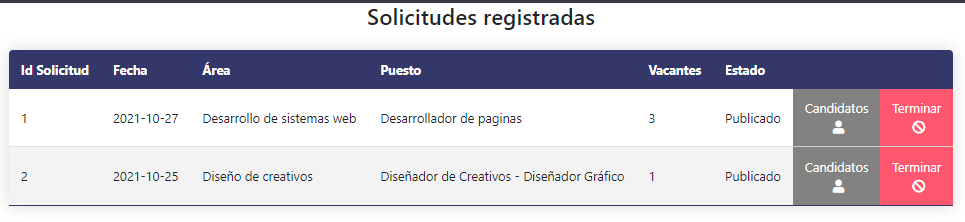 Solicitudes registradas
Id Solicitud Fecha Área Puesto Vacantes Estado
1 2021-10-27 Desarrollo de sistemas web Desarrollador de paginas 3 Publicado Candidatos Terminar
2 2021-10-25 Diseño de creativos Diseñador de Creativos - Diseñador Gráfico 1 Publicado Candidatos Terminar